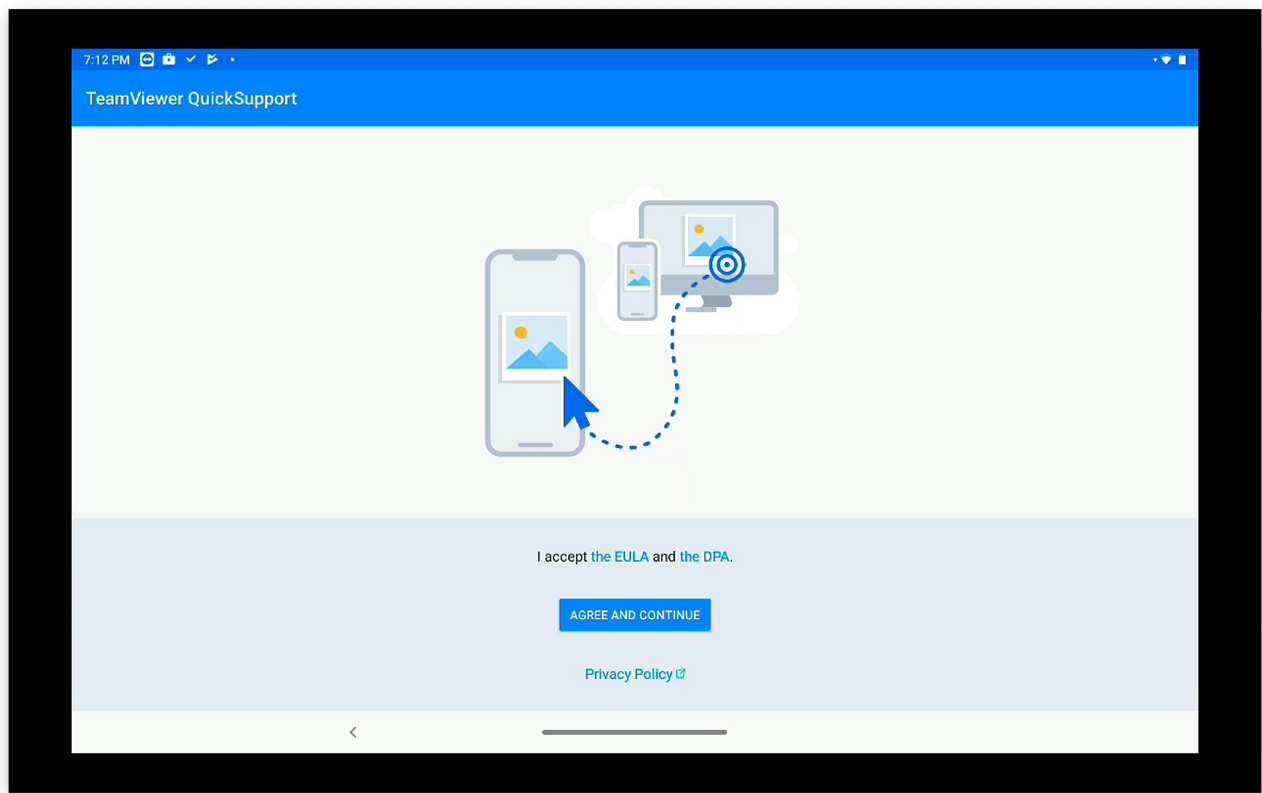 7:12 PM
TeamViewer QuickSupport
I accept the EULA and the DPA.
AGREE AND CONTINUE
Privacy Policy